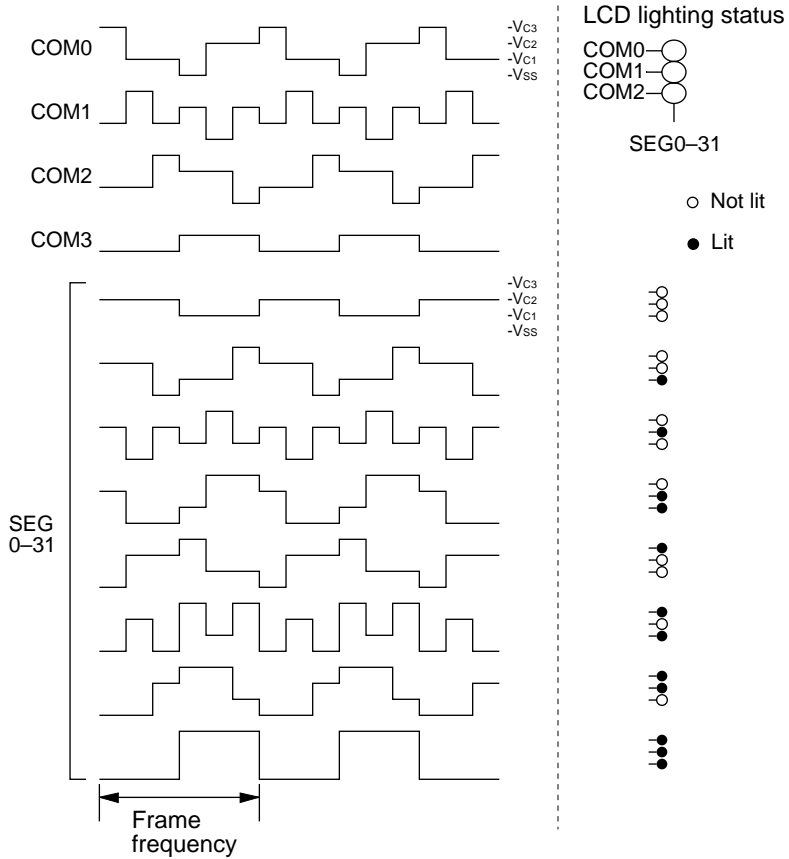 LCD lighting status
COM0
-VC3
-VC2
-VC1
-VSS
COM0
COM1
COM2
SEG0–31
COM1
COM2
COM3
Not lit
Lit
-VC3
-VC2
-VC1
-VSS
SEG
0–31
Frame
frequency